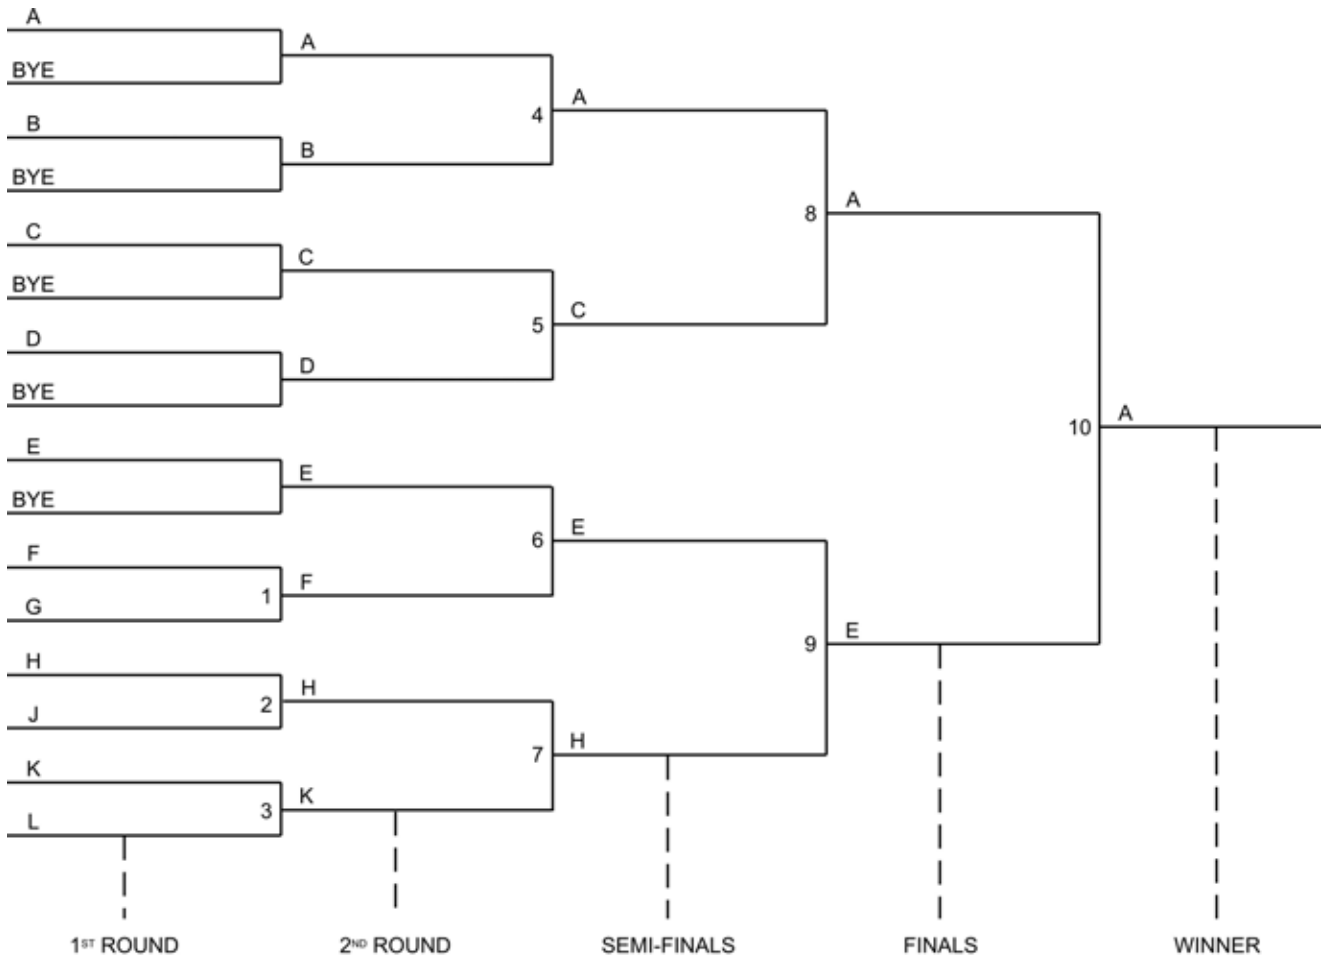 A
BYE
B
BYE
C
BYE
D
BYE
E
BYE
F
G
1
H
J
2
K
L
3
A
B
4
C
D
5
E
F
6
H
K
7
A
C
8
E
H
9
A
E
10
A
1ST ROUND
2ND ROUND
SEMI-FINALS
FINALS
WINNER